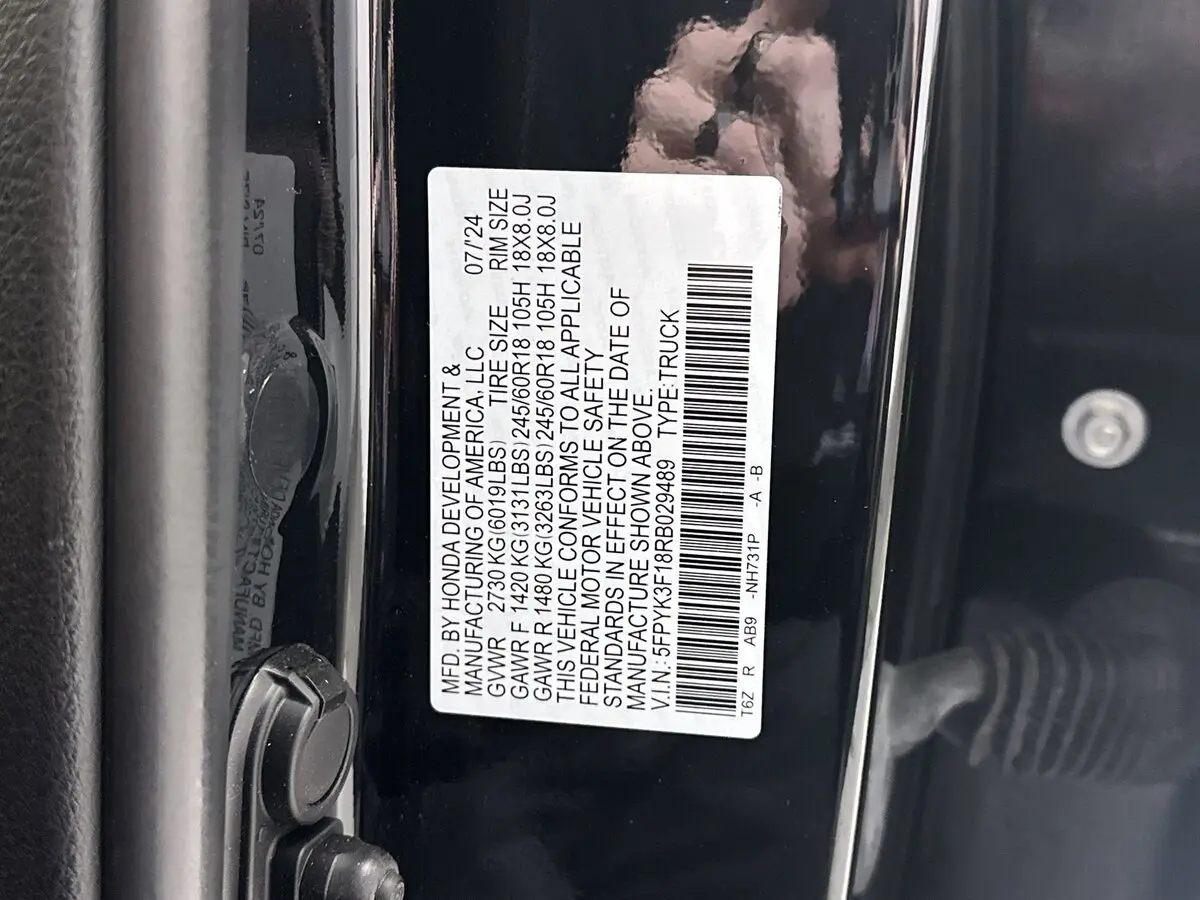 MFD. BY HONDA DEVELOPMENT &
MANUFACTURING OF AMERICA, LLC 07/'24
GVWR 2730 KG(6019LBS) TIRE SIZE RIM SIZE
GAWR F 1420 KG(3131LBS) 245/60R18 105H 18X8.0J
GAWR R 1480 KG(3263LBS) 245/60R18 105H 18X8.0J
THIS VEHICLE CONFORMS TO ALL APPLICABLE
FEDERAL MOTOR VEHICLE SAFETY
STANDARDS IN EFFECT ON THE DATE OF
MANUFACTURE SHOWN ABOVE.
V.I.N.: 5FPYK3F18RB029489 TYPE: TRUCK
T6Z R AB9 -NH731P -A -B